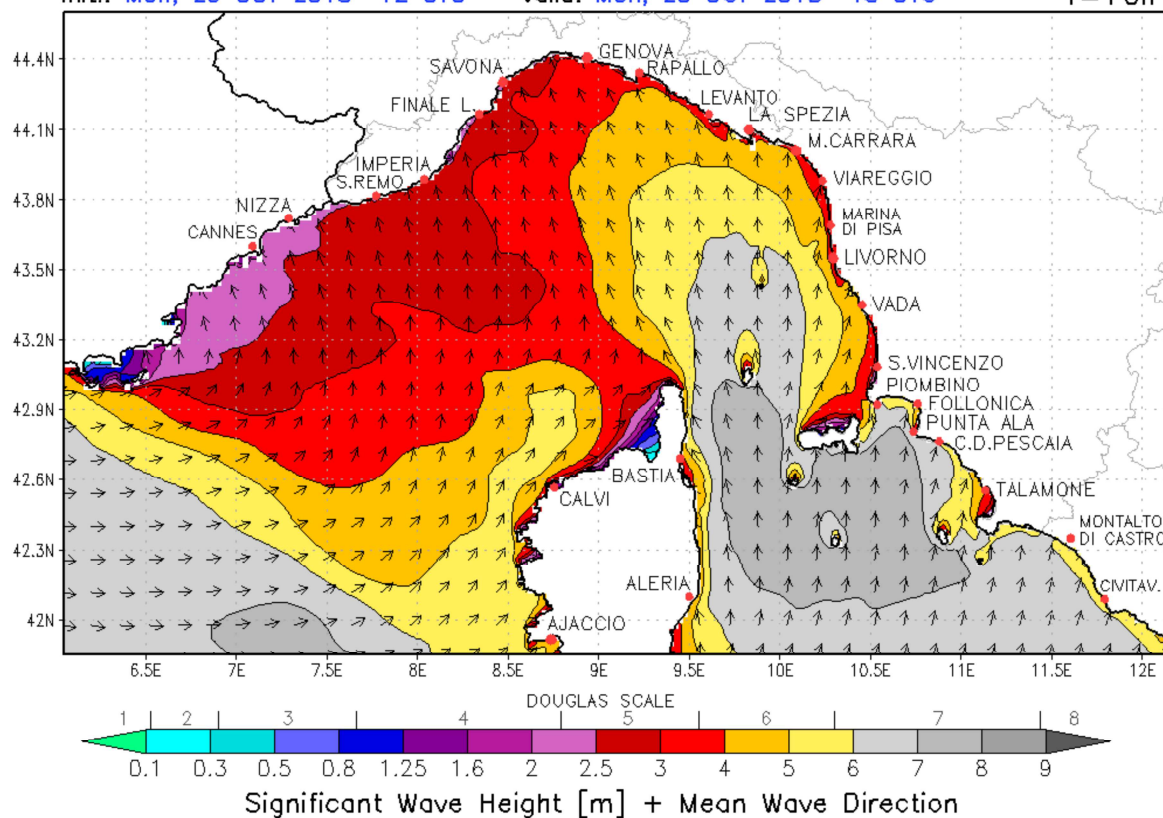 Init.: Mon, Valid: Mon,
44.4N
GENOVA
SAVONA
RAPALLO
FINALE L.
LEVANTO
44.1N
LA SPEZIA
M.CARRARA
IMPERIA
S.REMO
VIAREGGIO
43.8N
NIZZA
MARINA
DI PISA
CANNES
LIVORNO
43.5N
VADA
43.2N
S.VINCENZO
PIOMBINO
42.9N
FOLLONICA
PUNTA ALA
C.D.PESCAIA
BASTIA
42.6N
CALVI
TALAMONE
MONTALTO
DI CASTRO
42.3N
ALERIA
CIVITAV.
42N
AJACCIO
6.5E 7E 7.5E 8E 8.5E 9E 9.5E 10E 10.5E 11E 11.5E 12E
DOUGLAS SCALE
1 2 3 4 5 6 7 8
0.1 0.3 0.5 0.8 1.25 1.6 2 2.5 3 4 5 6 7 8 9
Significant Wave Height [m] + Mean Wave Direction